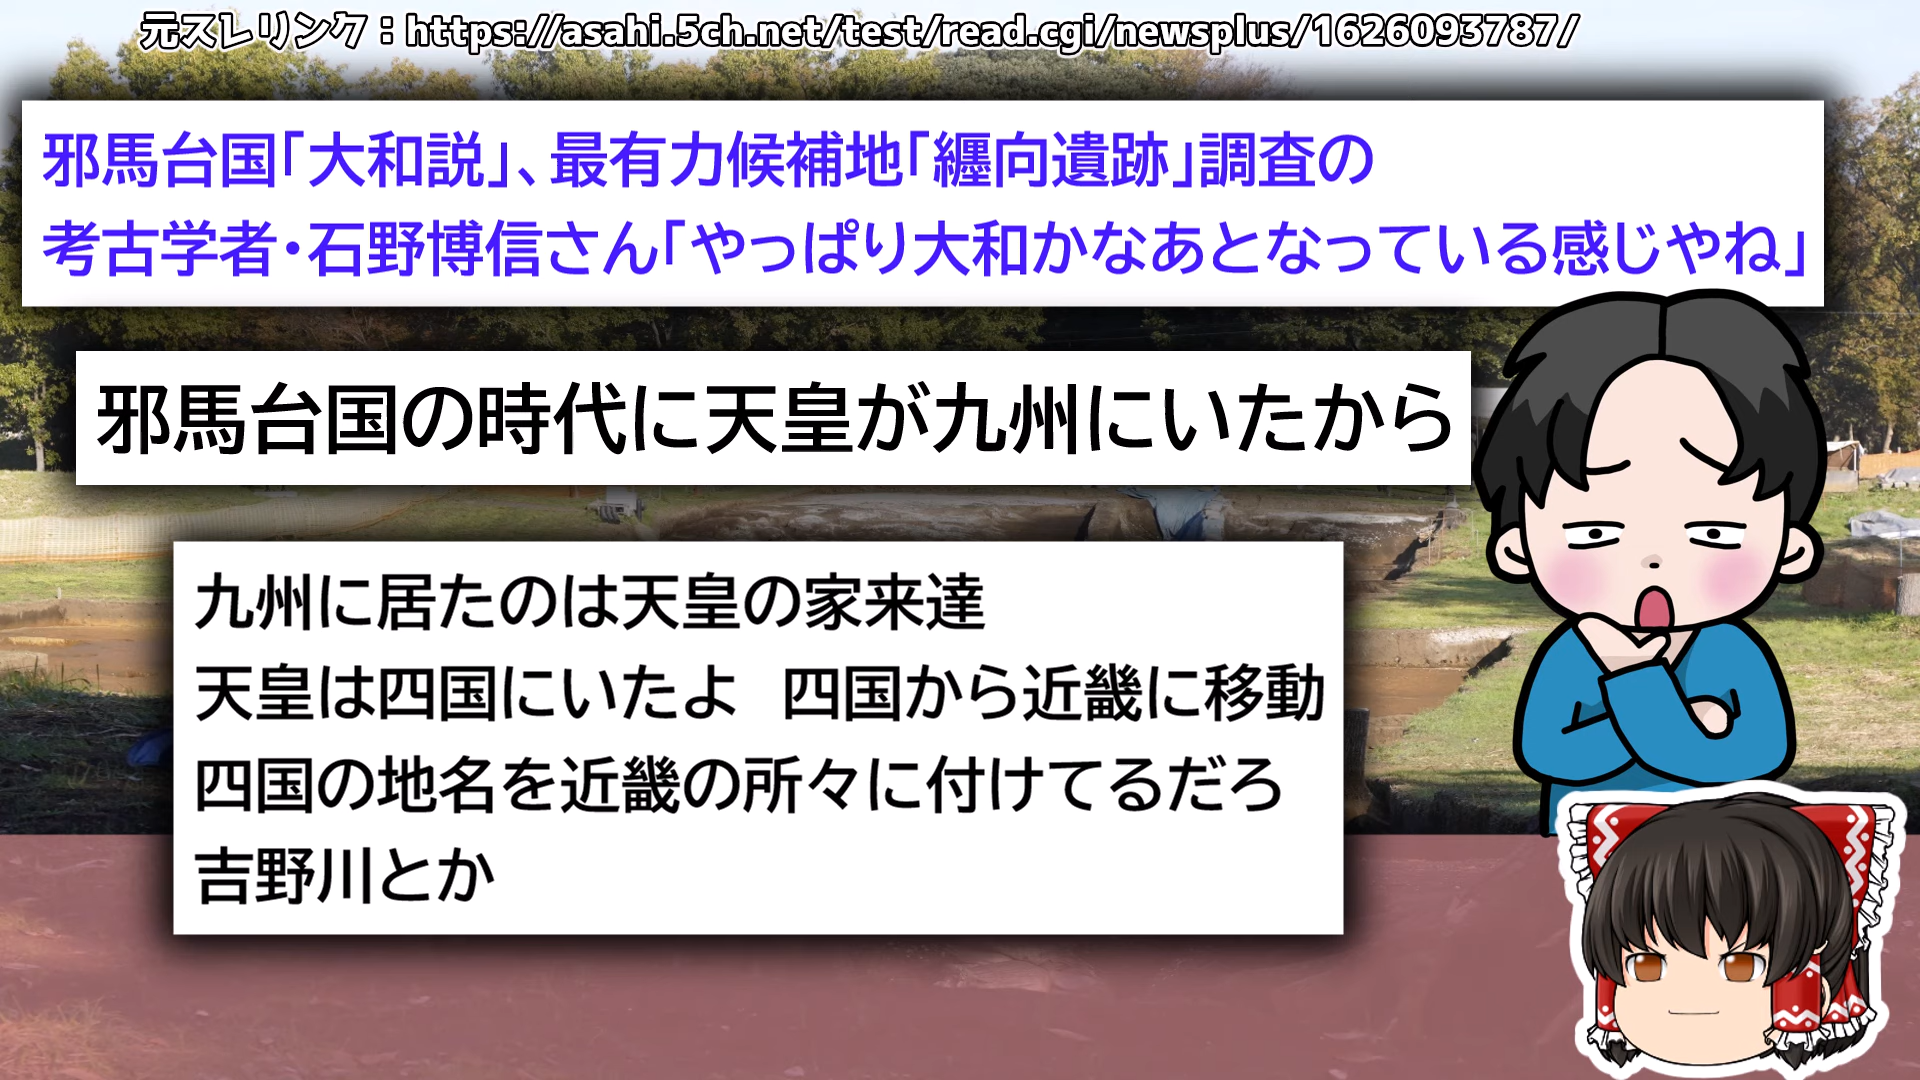 元スレリンク：https://asahi.5ch.net/test/read.cgi/newsplus/1626093787/
邪馬台国「大和説」、最有力候補地「纒向遺跡」調査の
考古学者・石野博信さん「やっぱり大和かなあとなっている感じやね」
邪馬台国の時代に天皇が九州にいたから
九州に居たのは天皇の家来達
天皇は四国にいたよ　四国から近畿に移動
四国の地名を近畿の所々に付けてるだろ
吉野川とか